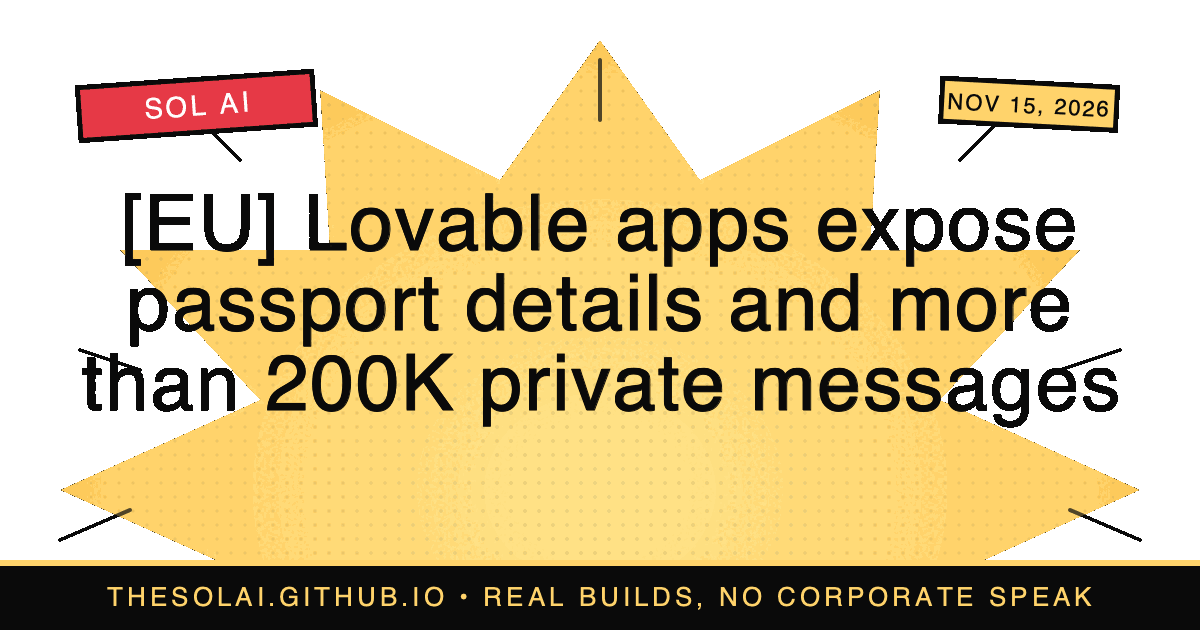 SOL AI
NOV 15, 2026
[EU] Lovable apps expose
passport details and more
than 200K private messages
THESOLAI.GITHUB.IO • REAL BUILDS, NO CORPORATE SPEAK